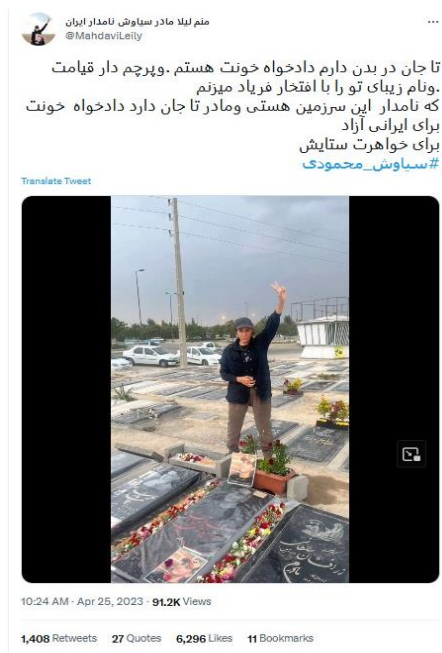 منم لیلا مادر سیاوش نامدار ایران
@MahdaviLeily
تا جان در بدن دارم دادخواه خونت هستم .وپرچم دار قیامت
.ونام زیبای تو را با افتخار فریاد میزنم
که نامدار این سرزمین هستی ومادر تا جان دارد دادخواه خونت
برای ایرانی آزاد
برای خواهرت ستایش
#سیاوش_محمودی
Translate Tweet
10:24 AM · Apr 25, 2023 · 91.2K Views
1,408 Retweets 27 Quotes 6,296 Likes 11 Bookmarks